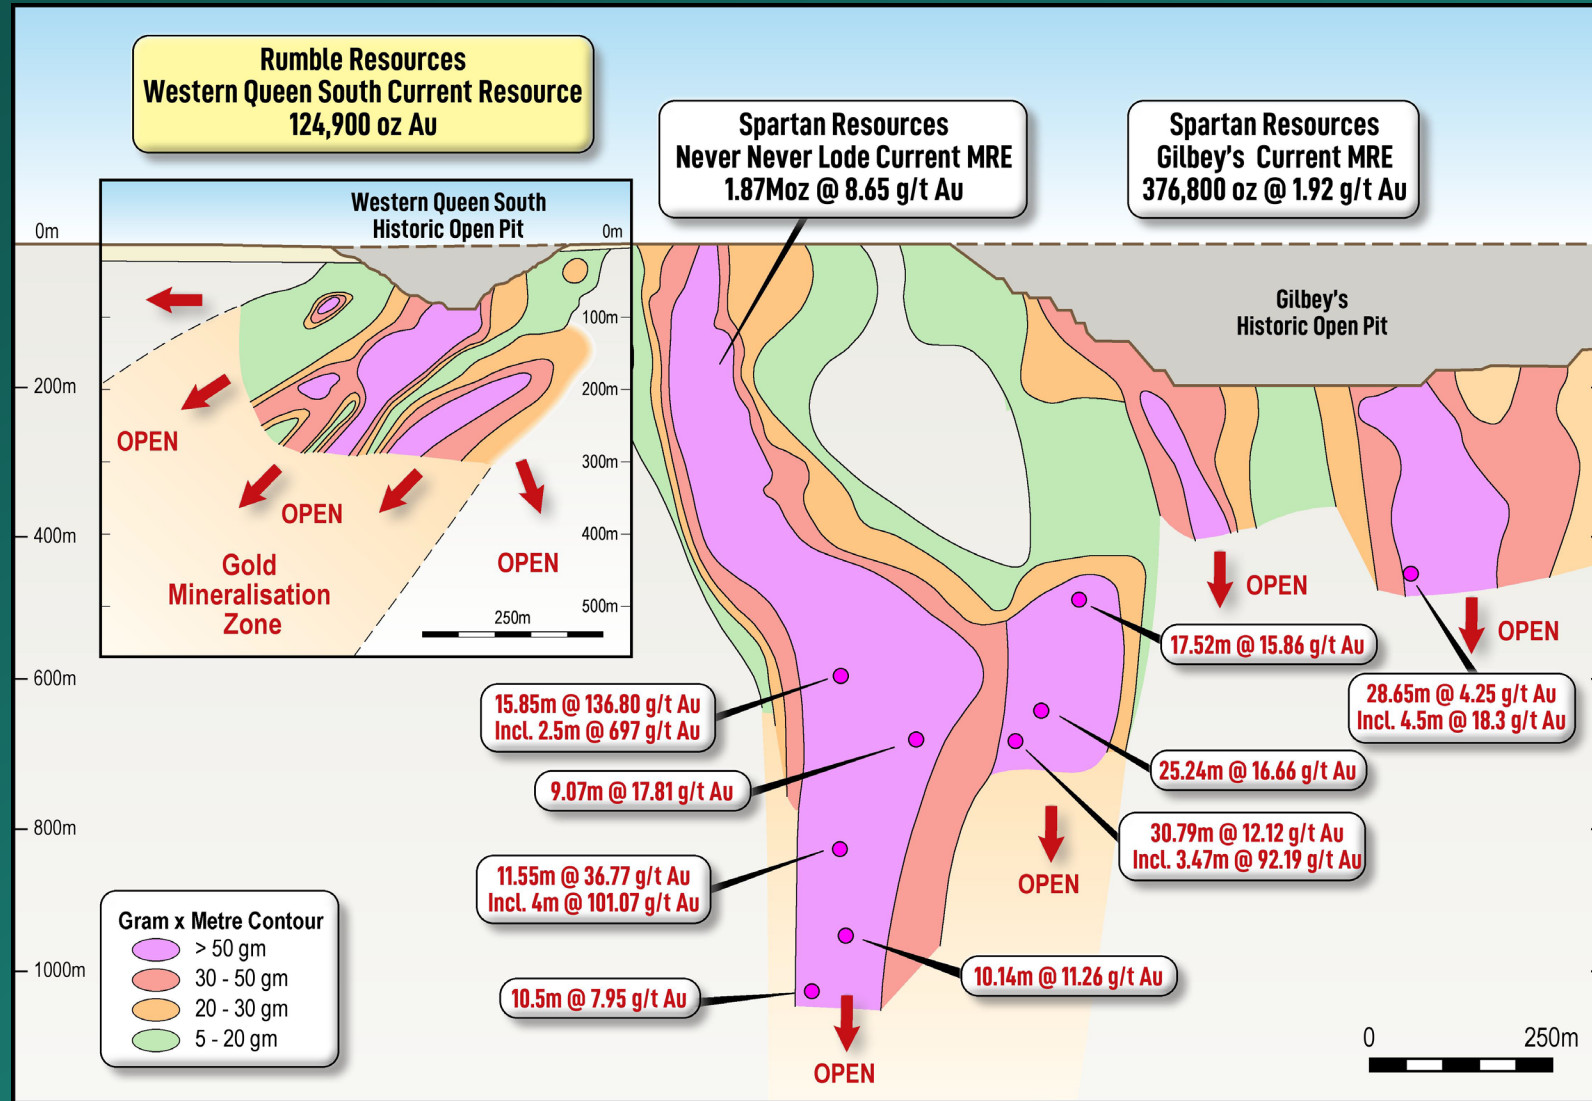 Rumble Resources
Western Queen South Current Resource
124,900 oz Au
Spartan Resources
Never Never Lode Current MRE
1.87Moz @ 8.65 g/t Au
Spartan Resources
Gilbey's Current MRE
376,800 oz @ 1.92 g/t Au
Western Queen South
Historic Open Pit
0m
0m
100m
200m
300m
400m
500m
OPEN
OPEN
OPEN
Gold
Mineralisation
Zone
250m
200m
400m
600m
800m
1000m
Gilbey's
Historic Open Pit
OPEN
OPEN
17.52m @ 15.86 g/t Au
28.65m @ 4.25 g/t Au
Incl. 4.5m @ 18.3 g/t Au
15.85m @ 136.80 g/t Au
Incl. 2.5m @ 697 g/t Au
9.07m @ 17.81 g/t Au
25.24m @ 16.66 g/t Au
30.79m @ 12.12 g/t Au
Incl. 3.47m @ 92.19 g/t Au
11.55m @ 36.77 g/t Au
Incl. 4m @ 101.07 g/t Au
OPEN
10.14m @ 11.26 g/t Au
10.5m @ 7.95 g/t Au
OPEN
Gram x Metre Contour
> 50 gm
30 - 50 gm
20 - 30 gm
5 - 20 gm
0 250m